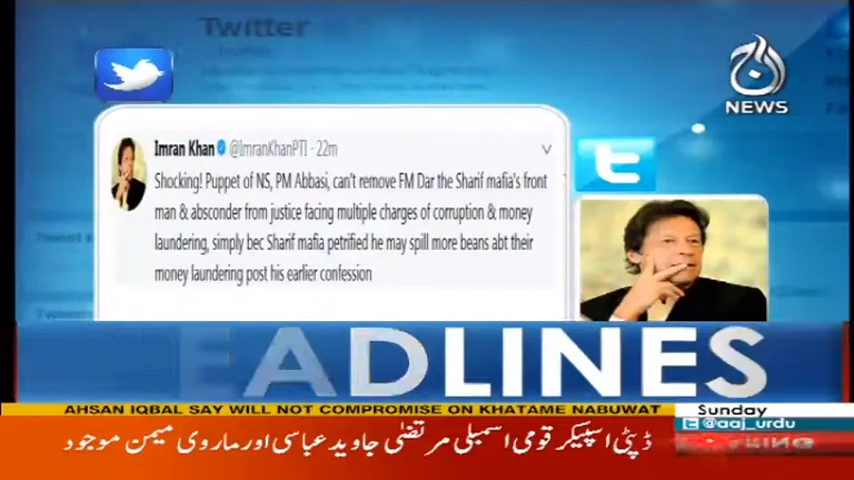 Twitter
آج
NEWS
Imran Khan @ImranKhanPTI · 22m
Shocking! Puppet of NS, PM Abbasi, can't remove FM Dar the Sharif mafia's front
man & absconder from justice facing multiple charges of corruption & money
laundering, simply bec Sharif mafia petrified he may spill more beans abt their
money laundering post his earlier confession
EADLINES
AHSAN IQBAL SAY WILL NOT COMPROMISE ON KHATAME NABUWAT
Sunday
@aaj_urdu
ڈپٹی اسپیکر قومی اسمبلی مرتضیٰ جاوید عباسی اور ماروی میمن موجود